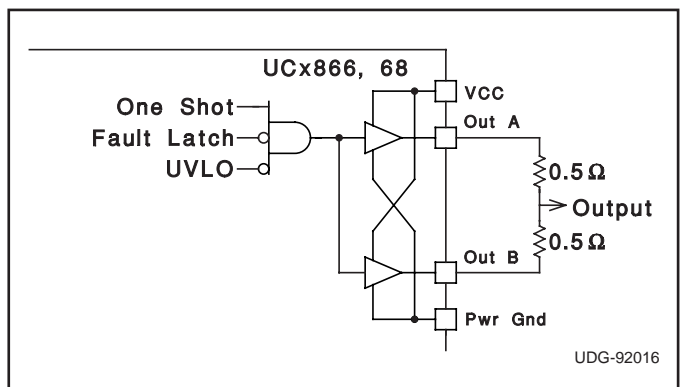 UCx866, 68
VCC
One Shot
Out A
Fault Latch
UVLO
0.5Ω
Output
0.5Ω
Out B
Pwr Gnd
UDG-92016